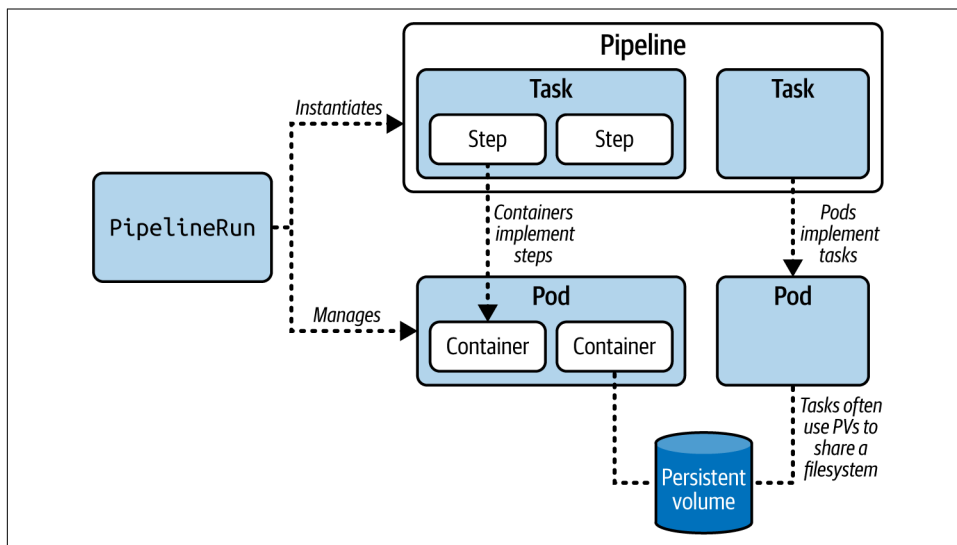 Pipeline
Task
Task
Instantiates
Step
Step
PipelineRun
Containers
implement
steps
Pods
implement
tasks
Pod
Pod
Manages
Container
Container
Tasks often
use PVs to
share a
filesystem
Persistent
volume